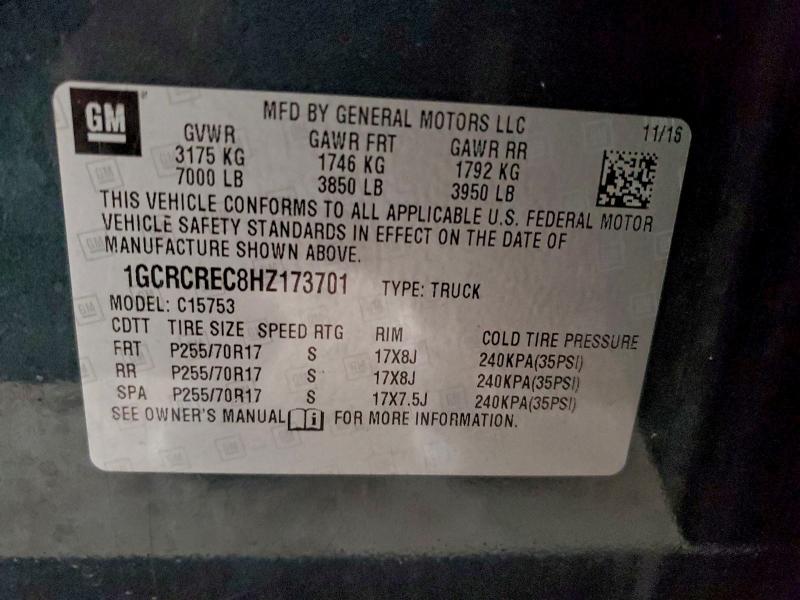 GM
MFD BY GENERAL MOTORS LLC
11/16
GVWR GAWR FRT GAWR RR
3175 KG 1746 KG 1792 KG
7000 LB 3850 LB 3950 LB
THIS VEHICLE CONFORMS TO ALL APPLICABLE U.S. FEDERAL MOTOR
VEHICLE SAFETY STANDARDS IN EFFECT ON THE DATE OF
MANUFACTURE SHOWN ABOVE.
1GCRCREC8HZ173701 TYPE: TRUCK
MODEL: C15753
CDTT TIRE SIZE SPEED RTG RIM COLD TIRE PRESSURE
FRT P255/70R17 S 17X8J 240KPA(35PSI)
RR P255/70R17 S 17X8J 240KPA(35PSI)
SPA P255/70R17 S 17X7.5J 240KPA(35PSI)
SEE OWNER'S MANUAL i FOR MORE INFORMATION.